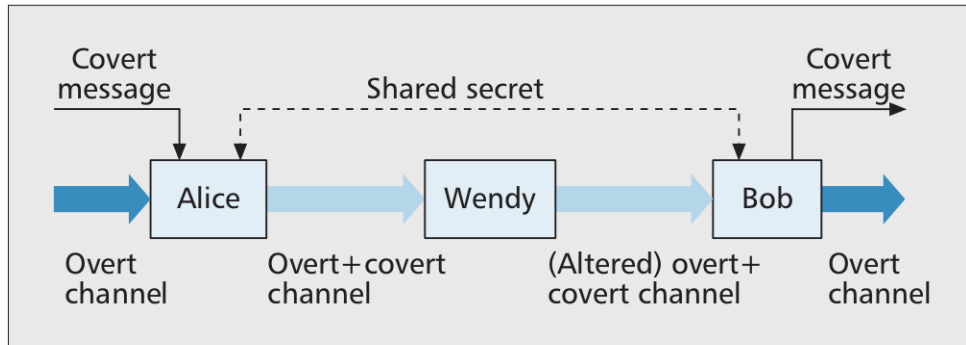 Covert
message
Shared secret
Covert
message
Alice
Wendy
Bob
Overt
channel
Overt+covert
channel
(Altered) overt+
covert channel
Overt
channel